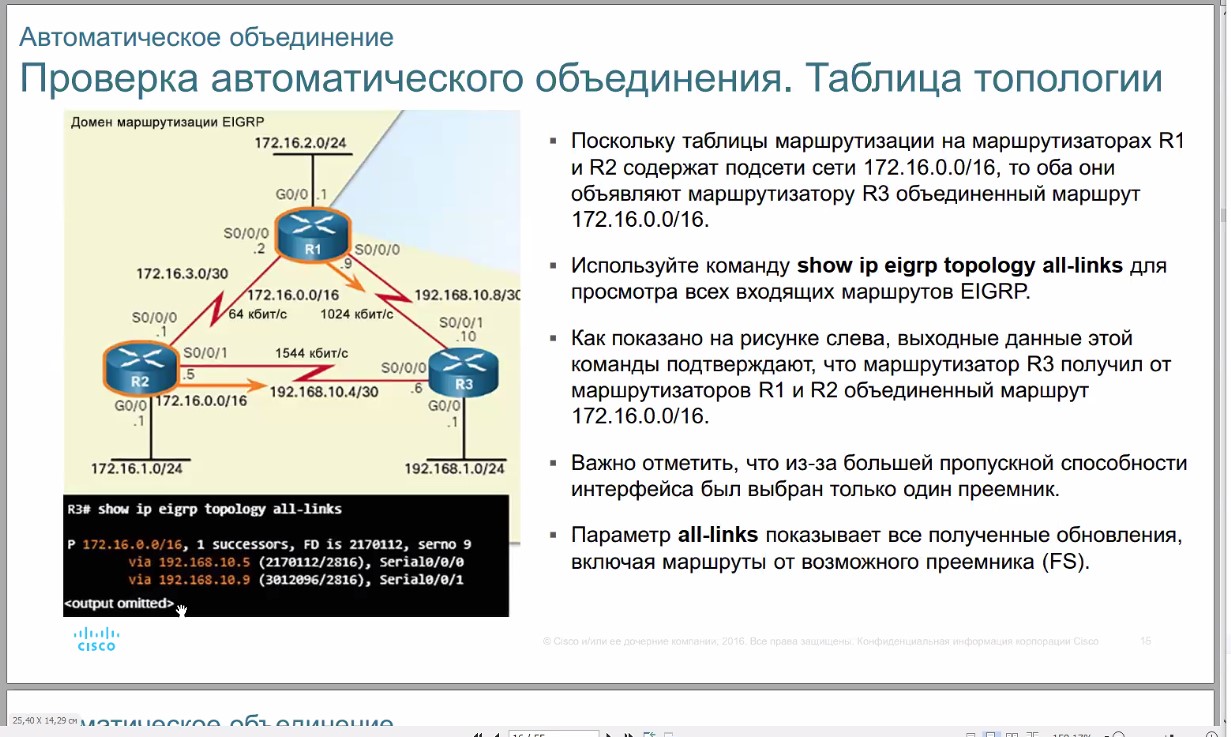 Автоматическое объединение
Проверка автоматического объединения. Таблица топологии
Домен маршрутизации EIGRP
172.16.2.0/24
G0/0
.1
S0/0/0
.2
R1
S0/0/0
.9
172.16.3.0/30
172.16.0.0/16
192.168.10.8/30
64 кбит/с
1024 кбит/с
S0/0/0
.1
S0/0/1
.10
S0/0/1
1544 кбит/с
S0/0/0
R2
.5
R3
G0/0
172.16.0.0/16
192.168.10.4/30
.6
G0/0
.1
.1
172.16.1.0/24
192.168.1.0/24
R3# show ip eigrp topology all-links
P 172.16.0.0/16, 1 successors, FD is 2170112, serno 9
via 192.168.10.5 (2170112/2816), Serial0/0/0
via 192.168.10.9 (3012096/2816), Serial0/0/1
<output omitted>
▪ Поскольку таблицы маршрутизации на маршрутизаторах R1
и R2 содержат подсети сети 172.16.0.0/16, то оба они
объявляют маршрутизатору R3 объединенный маршрут
172.16.0.0/16.
▪ Используйте команду show ip eigrp topology all-links для
просмотра всех входящих маршрутов EIGRP.
▪ Как показано на рисунке слева, выходные данные этой
команды подтверждают, что маршрутизатор R3 получил от
маршрутизаторов R1 и R2 объединенный маршрут
172.16.0.0/16.
▪ Важно отметить, что из-за большей пропускной способности
интерфейса был выбран только один преемник.
▪ Параметр all-links показывает все полученные обновления,
включая маршруты от возможного преемника (FS).
CISCO
© Cisco и/или ее дочерние компании, 2016. Все права защищены. Конфиденциальная информация корпорации Cisco
15
25,40 X 14,29 см
матическое объединение